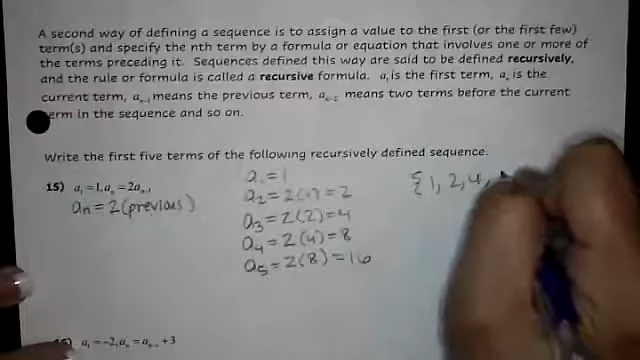 A second way of defining a sequence is to assign a value to the first (or the first few)
term(s) and specify the nth term by a formula or equation that involves one or more of
the terms preceding it. Sequences defined this way are said to be defined recursively,
and the rule or formula is called a recursive formula. a₁ is the first term, aₙ is the
current term, aₙ₋₁ means the previous term, aₙ₋₂ means two terms before the current
erm in the sequence and so on.
Write the first five terms of the following recursively defined sequence.
15) a₁ = 1, aₙ = 2aₙ₋₁
aₙ = 2(previous)
a₁ = 1
a₂ = 2(1) = 2
a₃ = 2(2) = 4
a₄ = 2(4) = 8
a₅ = 2(8) = 16
{1, 2, 4,
16) a₁ = -2, aₙ = aₙ₋₁ + 3